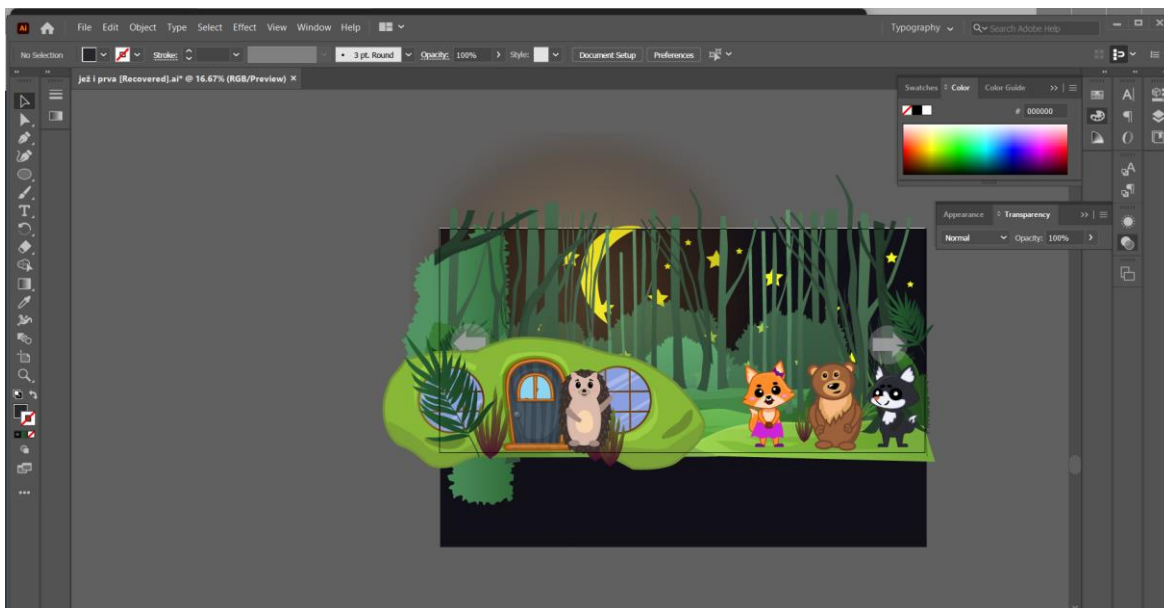 Ai File Edit Object Type Select Effect View Window Help Typography Search Adobe Help
No Selection Stroke: 3 pt. Round Opacity: 100% Style: Document Setup Preferences
jež i prva [Recovered].ai* @ 16.67% (RGB/Preview) ×
Swatches Color Color Guide
# 000000
Appearance Transparency
Normal Opacity: 100%